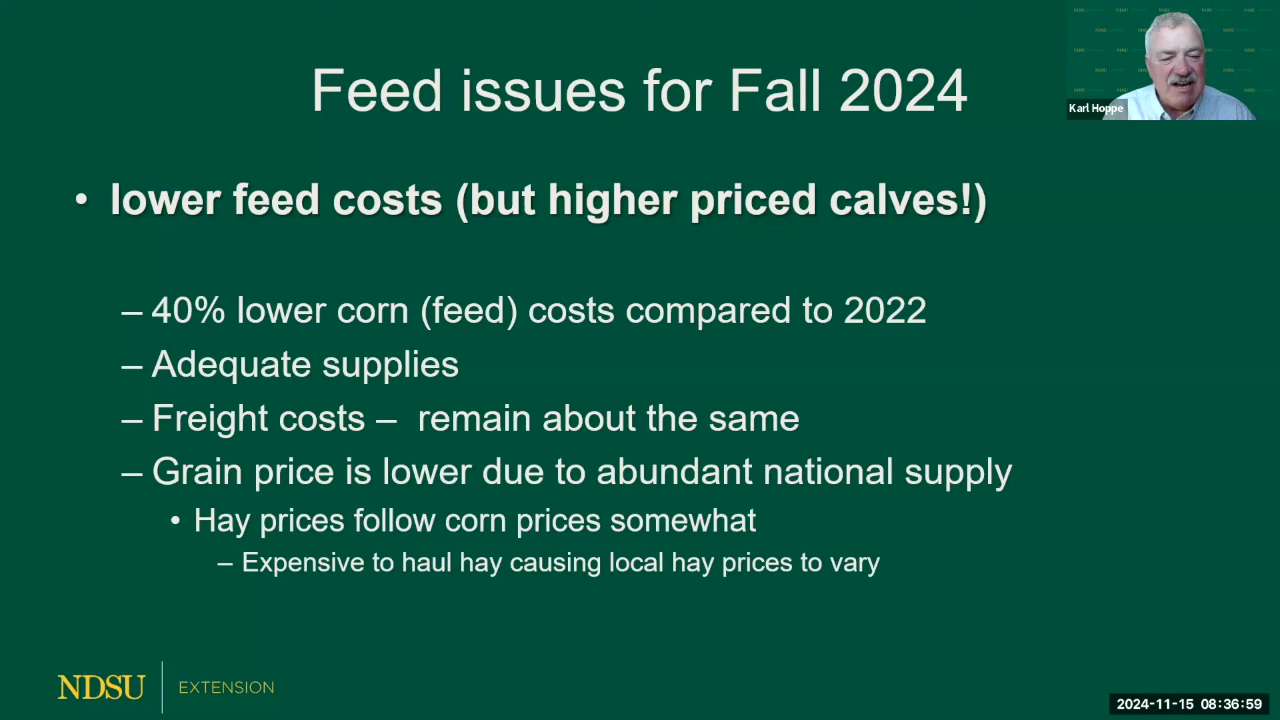 Feed issues for Fall 2024
Karl Hoppe
• lower feed costs (but higher priced calves!)
– 40% lower corn (feed) costs compared to 2022
– Adequate supplies
– Freight costs – remain about the same
– Grain price is lower due to abundant national supply
• Hay prices follow corn prices somewhat
– Expensive to haul hay causing local hay prices to vary
NDSU EXTENSION
2024-11-15 08:36:59